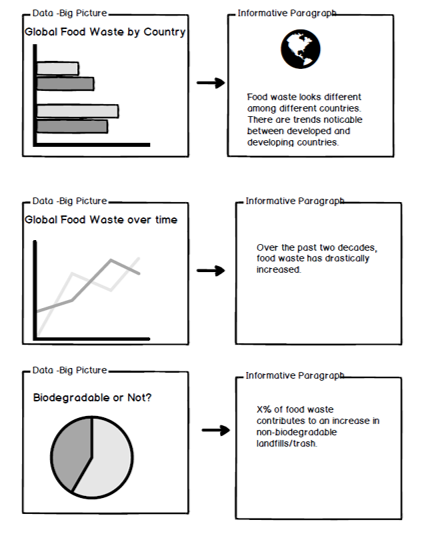 Data -Big Picture
Informative Paragraph
Global Food Waste by Country
Food waste looks different
among different countries.
There are trends noticable
between developed and
developing countries.
Data -Big Picture
Informative Paragraph
Global Food Waste over time
Over the past two decades,
food waste has drastically
increased.
Data -Big Picture
Informative Paragraph
Biodegradable or Not?
X% of food waste
contributes to an increase in
non-biodegradable
landfills/trash.